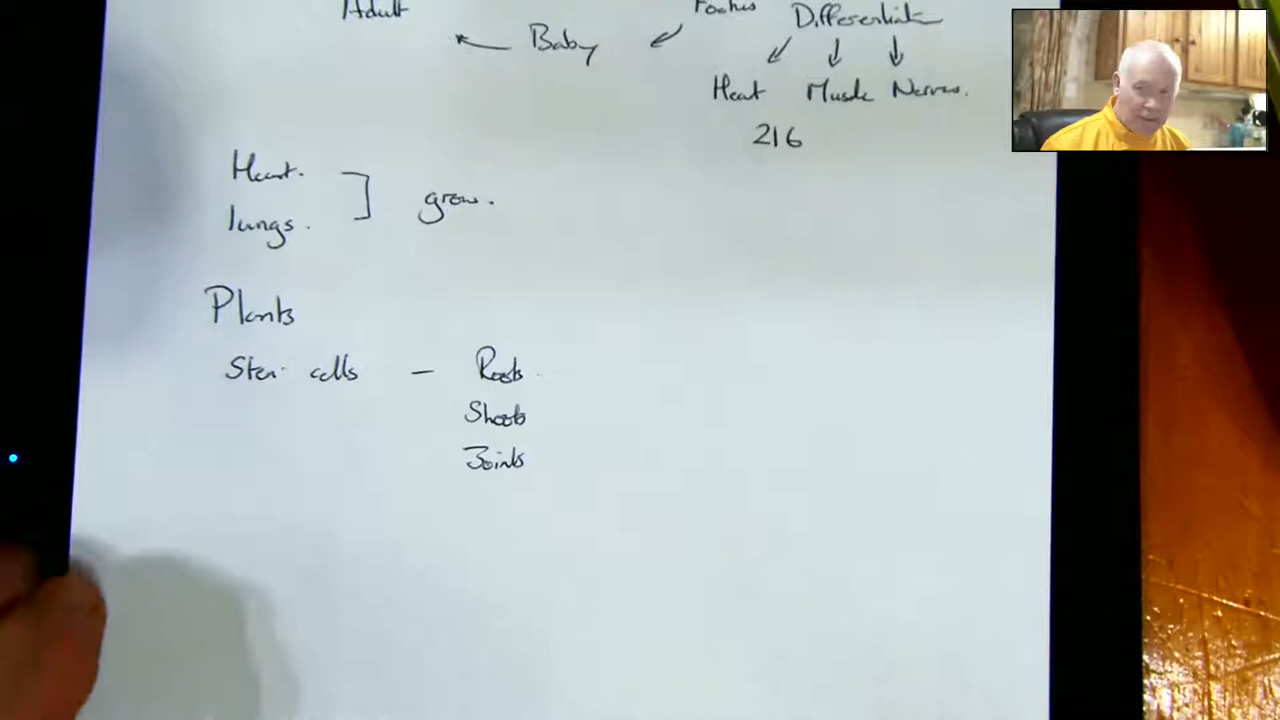 Adult
Foetus
Differentiate
Baby
Heart Muscle Nerves.
216
Heart.
lungs.
grow.
Plants
Stem cells - Roots
Shoots
Joints